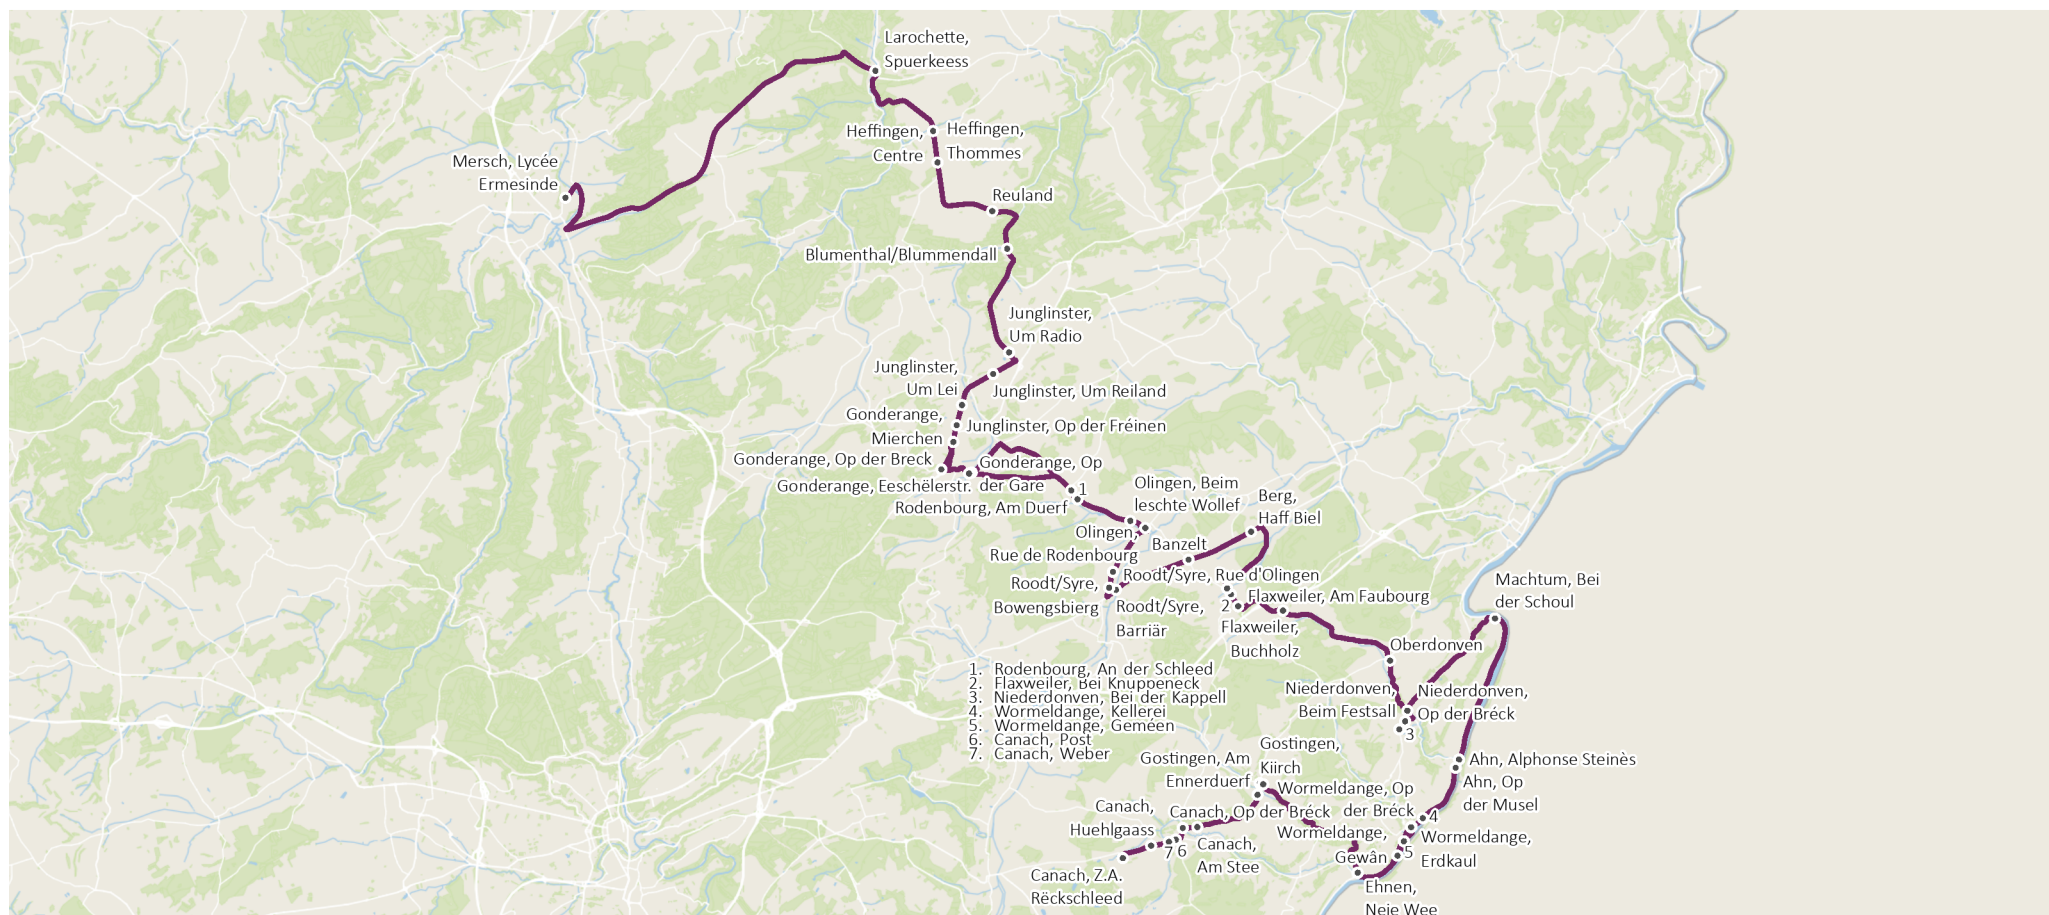 Larochette,
Spuerkeess
Heffingen,
Centre
Heffingen,
Thommes
Mersch, Lycée
Ermesinde
Reuland
Blumenthal/Blummendall
Junglinster,
Um Radio
Junglinster,
Um Lei
Junglinster, Um Reiland
Gonderange,
Mierchen
Junglinster, Op der Fréinen
Gonderange, Op der Breck
Gonderange, Op
der Gare
Gonderange, Eeschëlerstr.
1
Rodenbourg, Am Duerf
Olingen, Beim
leschte Wollef
Berg,
Haff Biel
Olingen,
Rue de Rodenbourg
Banzelt
Roodt/Syre, Rue d'Olingen
Roodt/Syre,
Bowengsbierg
Roodt/Syre,
Barriär
2
Flaxweiler, Am Faubourg
Flaxweiler,
Buchholz
Machtum, Bei
der Schoul
Oberdonven
Niederdonven,
Beim Festsall
Niederdonven,
Op der Bréck
3
1. Rodenbourg, An der Schleed
2. Flaxweiler, Bei Knupoeneck
3. Niederdonven, Bei der Kappell
4. Wormeldange, Kellerei
5. Wormeldange, Geméen
6. Canach, Post
7. Canach, Weber
Gostingen,
Kiirch
Gostingen, Am
Ennerduerf
Ahn, Alphonse Steinès
Ahn, Op
der Musel
Wormeldange, Op
der Bréck
4
Canach,
Huehlgaass
Canach, Op der Bréck
Wormeldange,
Gewân
5
Wormeldange,
Erdkaul
7
6
Canach,
Am Stee
Canach, Z.A.
Rëckschleed
Ehnen,
Neie Wee